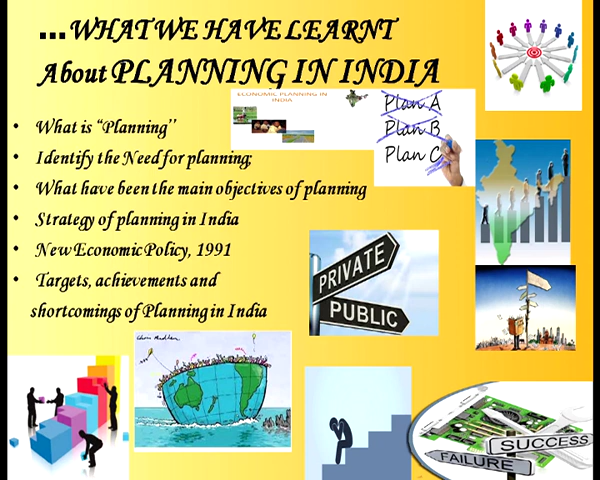 ...WHAT WE HAVE LEARNT
About PLANNING IN INDIA
ECONOMIC PLANNING IN
INDIA
Plan A
Plan B
Plan C
• What is “Planning”
• Identify the Need for planning;
• What have been the main objectives of planning
• Strategy of planning in India
• New Economic Policy, 1991
• Targets, achievements and
shortcomings of Planning in India
PRIVATE
PUBLIC
SUCCESS
FAILURE